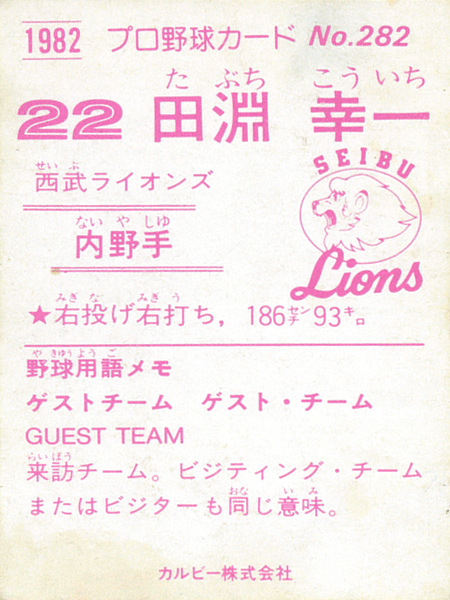 1982 プロ野球カード No.282
た ぶち こう いち
22 田淵 幸一
SEIBU
Lions
せい ぶ
西武ライオンズ
ない や しゅ
内野手
みぎ な みぎ う
★右投げ右打ち，186センチ93キロ
や きゅう よう ご
野球用語メモ
ゲストチーム ゲスト・チーム
GUEST TEAM
らい ほう
来訪チーム。ビジティング・チーム
おな い み
またはビジターも同じ意味。
カルビー株式会社